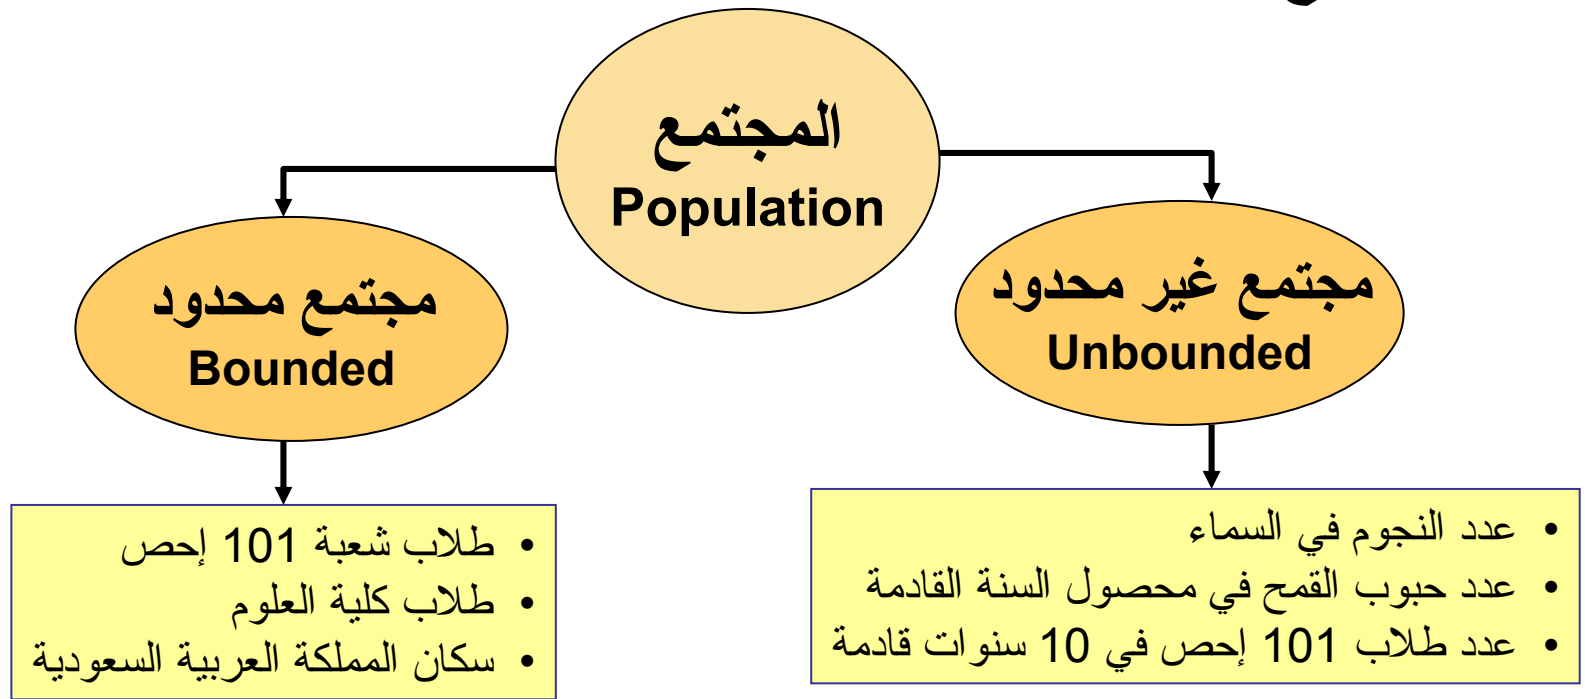 المجتمع
Population
مجتمع غير محدود
Unbounded
مجتمع محدود
Bounded
• عدد النجوم في السماء
• عدد حبوب القمح في محصول السنة القادمة
• عدد طلاب 101 إحص في 10 سنوات قادمة
• طلاب شعبة 101 إحص
• طلاب كلية العلوم
• سكان المملكة العربية السعودية